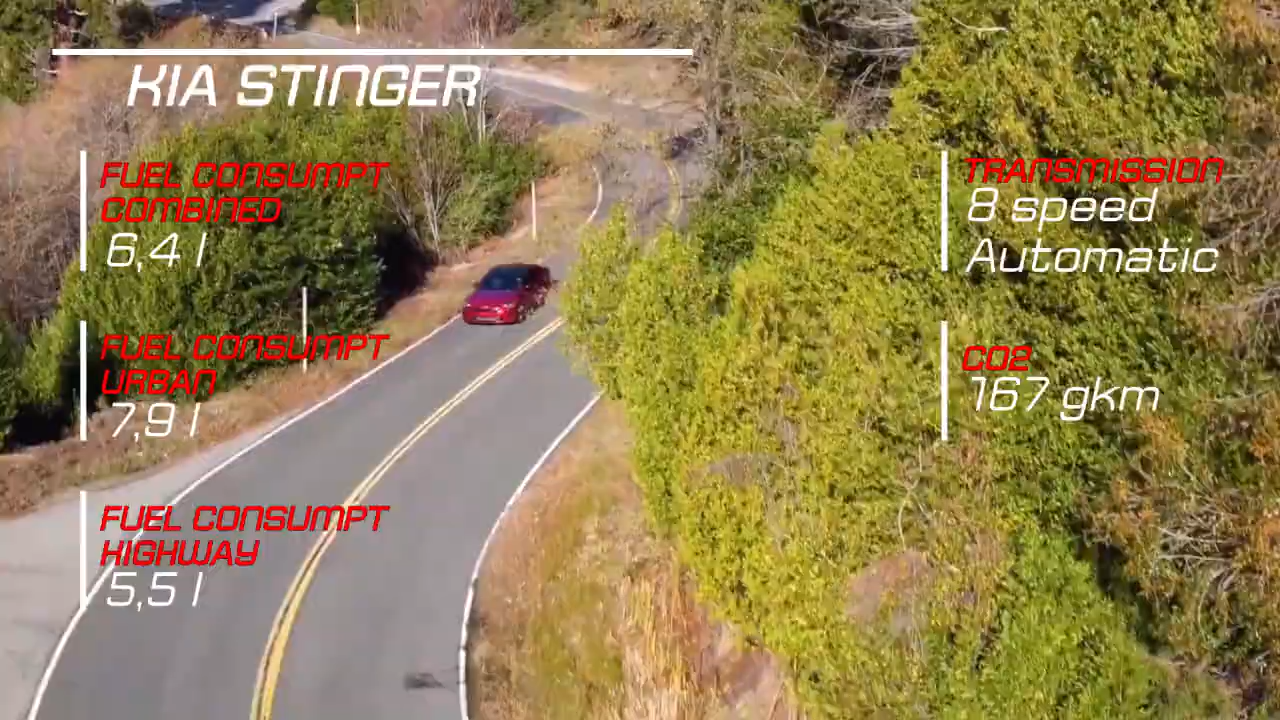 KIA STINGER
FUEL CONSUMPT
COMBINED
6,4 l
FUEL CONSUMPT
URBAN
7,9 l
FUEL CONSUMPT
HIGHWAY
5,5 l
TRANSMISSION
8 speed
Automatic
CO2
167 gkm